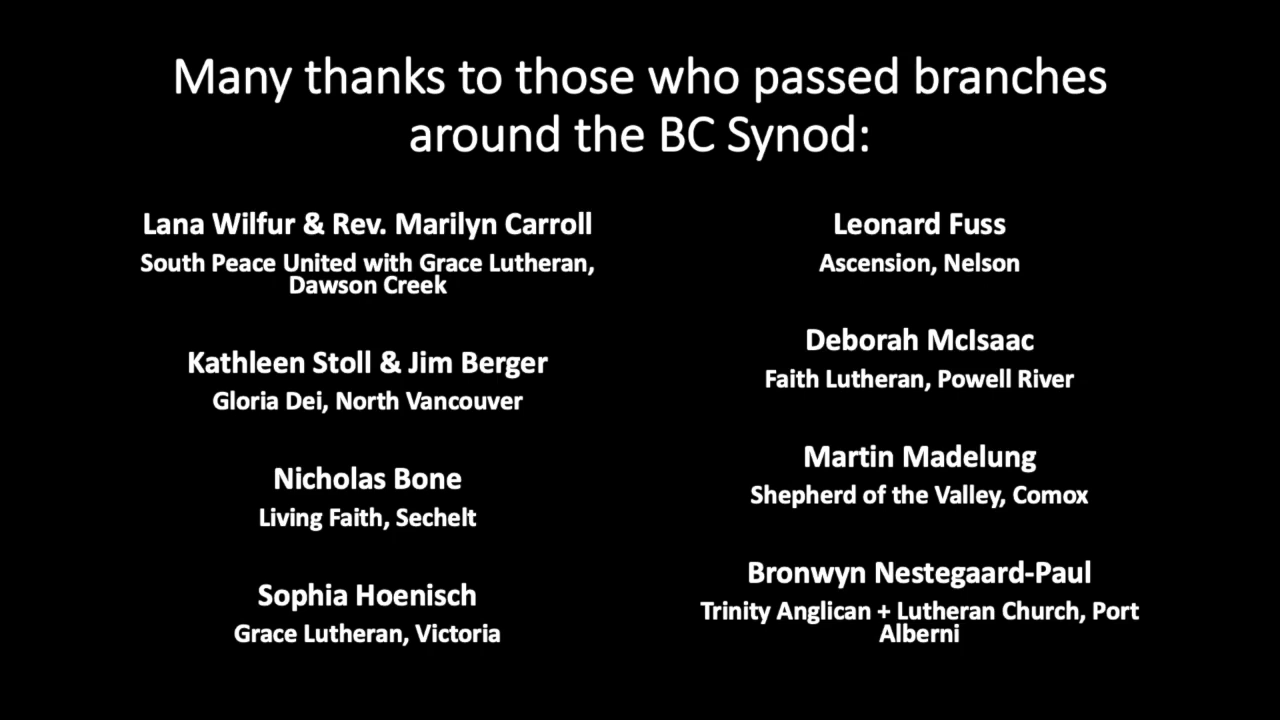 Many thanks to those who passed branches
around the BC Synod:
Lana Wilfur & Rev. Marilyn Carroll
South Peace United with Grace Lutheran,
Dawson Creek
Kathleen Stoll & Jim Berger
Gloria Dei, North Vancouver
Nicholas Bone
Living Faith, Sechelt
Sophia Hoenisch
Grace Lutheran, Victoria
Leonard Fuss
Ascension, Nelson
Deborah McIsaac
Faith Lutheran, Powell River
Martin Madelung
Shepherd of the Valley, Comox
Bronwyn Nestegaard-Paul
Trinity Anglican + Lutheran Church, Port
Alberni